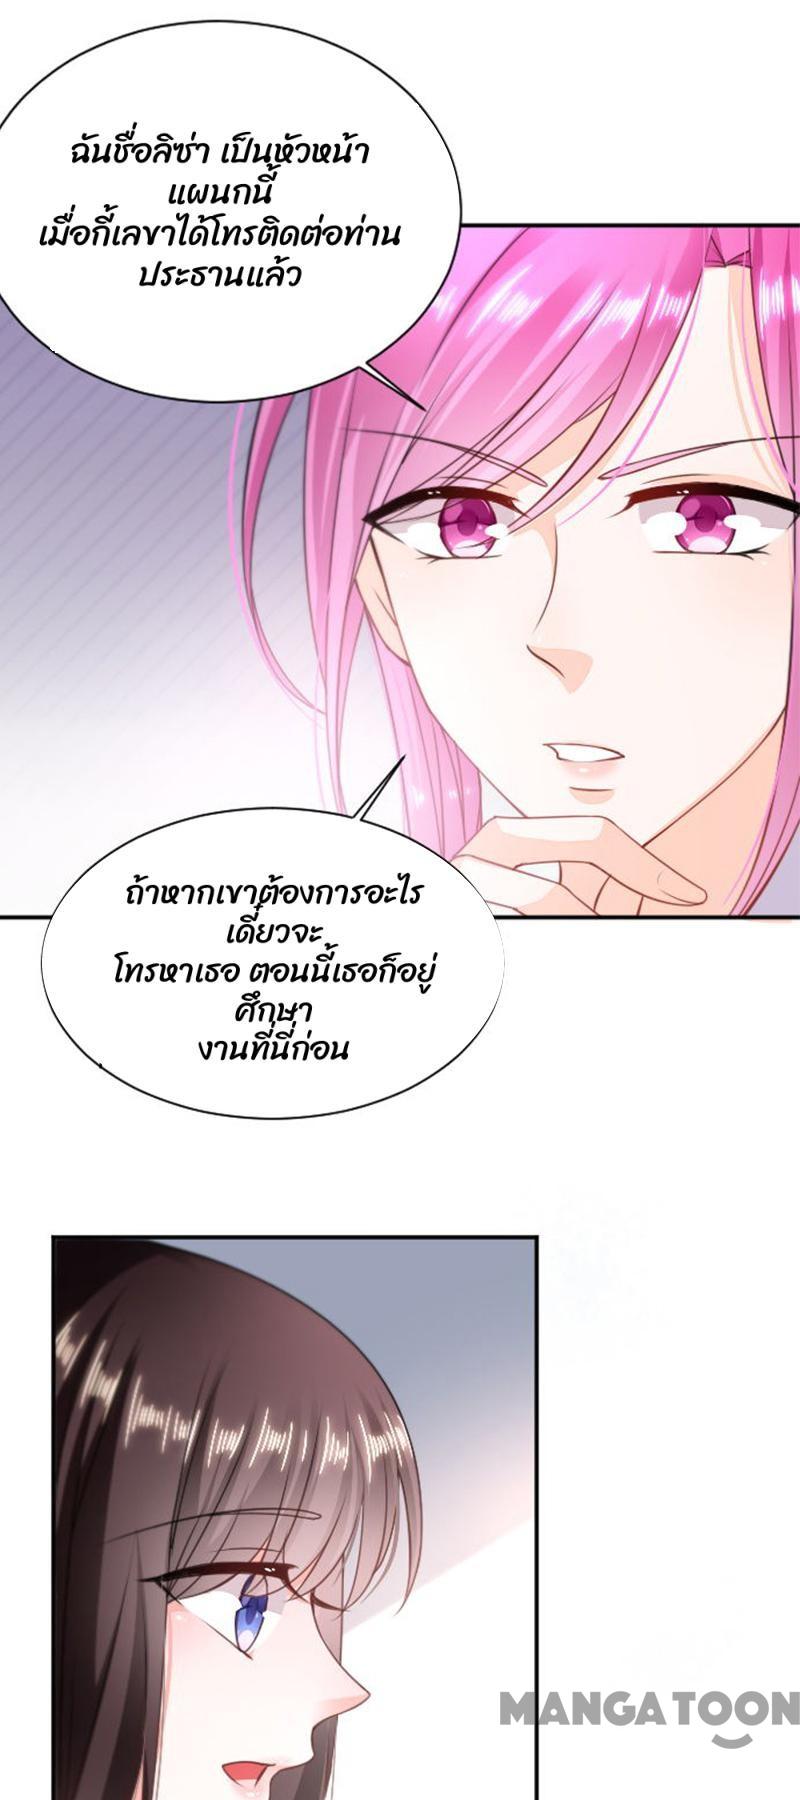 ฉันชื่อลิซ่า เป็นหัวหน้า
แผนกนี้
เมื่อกี้เลขาได้โทรติดต่อท่าน
ประธานแล้ว
ถ้าหากเขาต้องการอะไร
เดี๋ยวจะ
โทรหาเธอ ตอนนี้เธอก็อยู่
ศึกษา
งานที่นี่ก่อน
MANGATOON